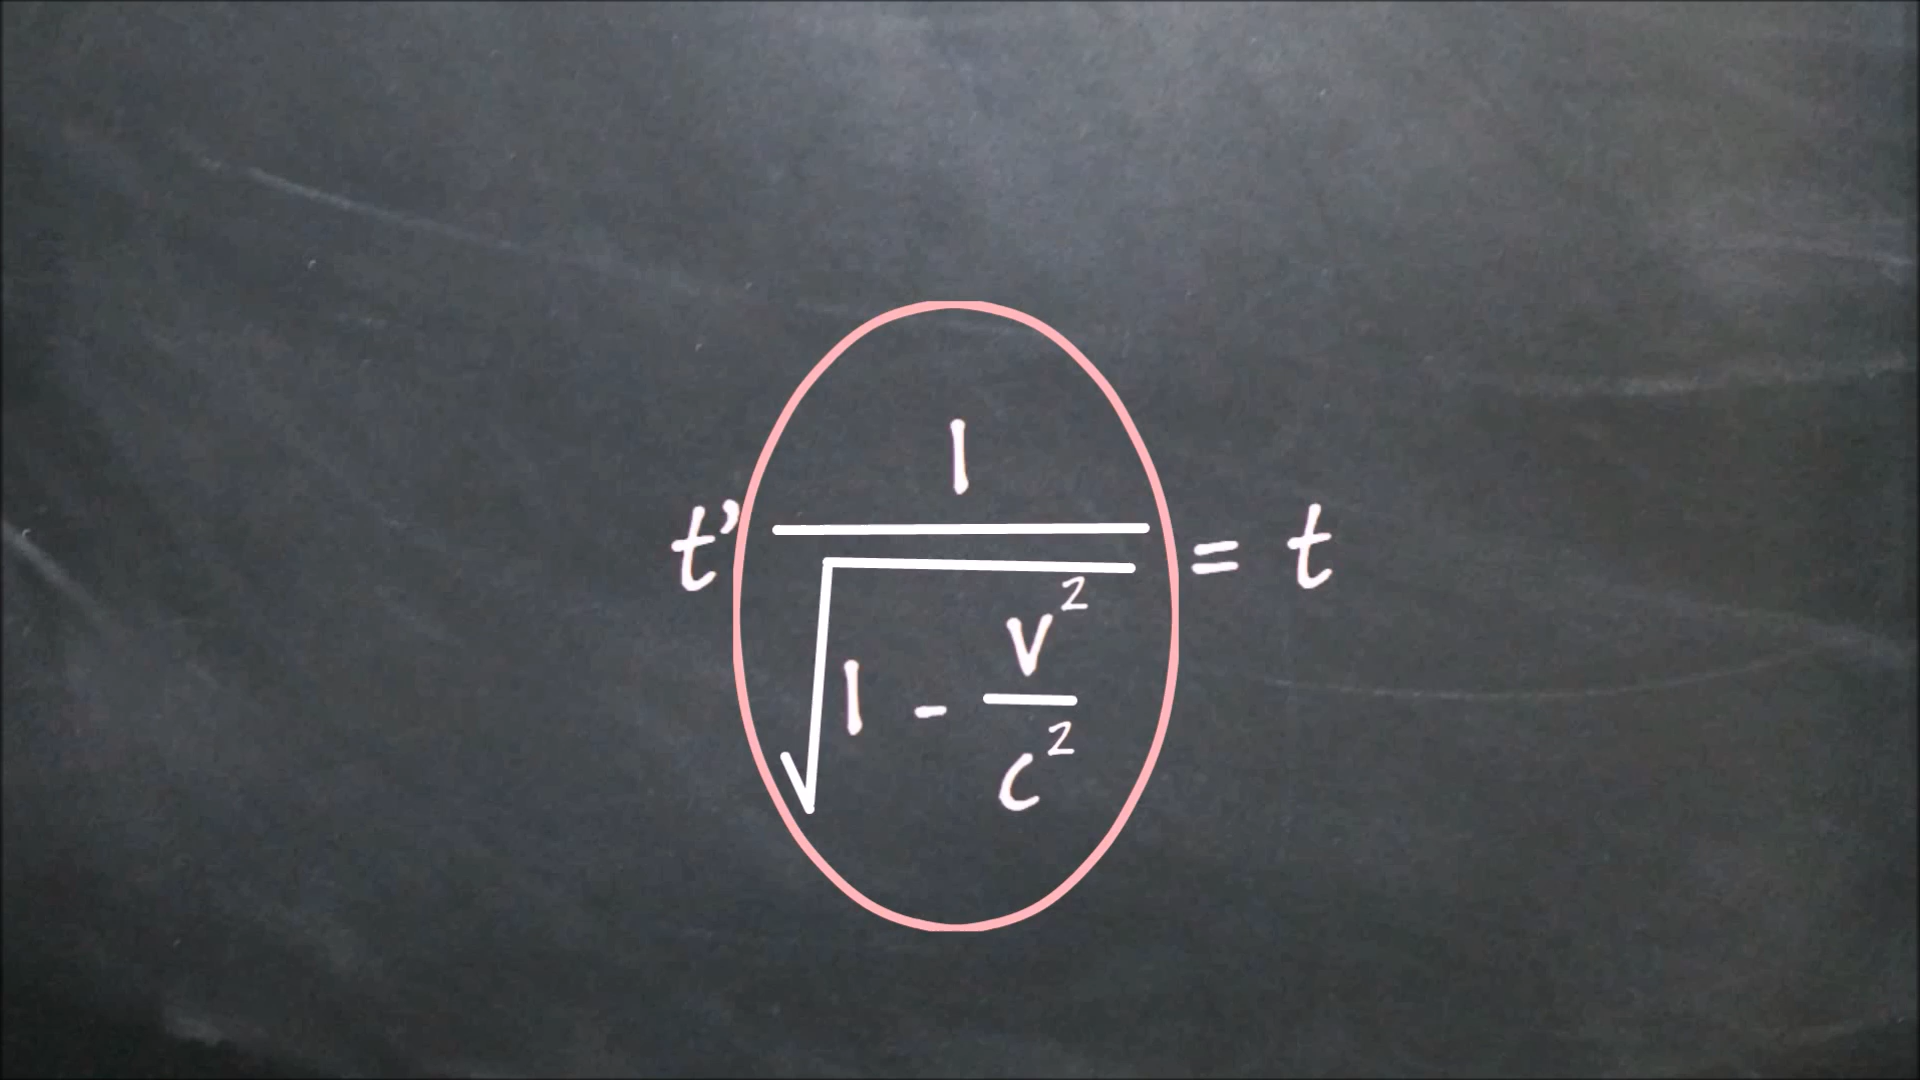 t' 1 / √(1 - v² / c²) = t